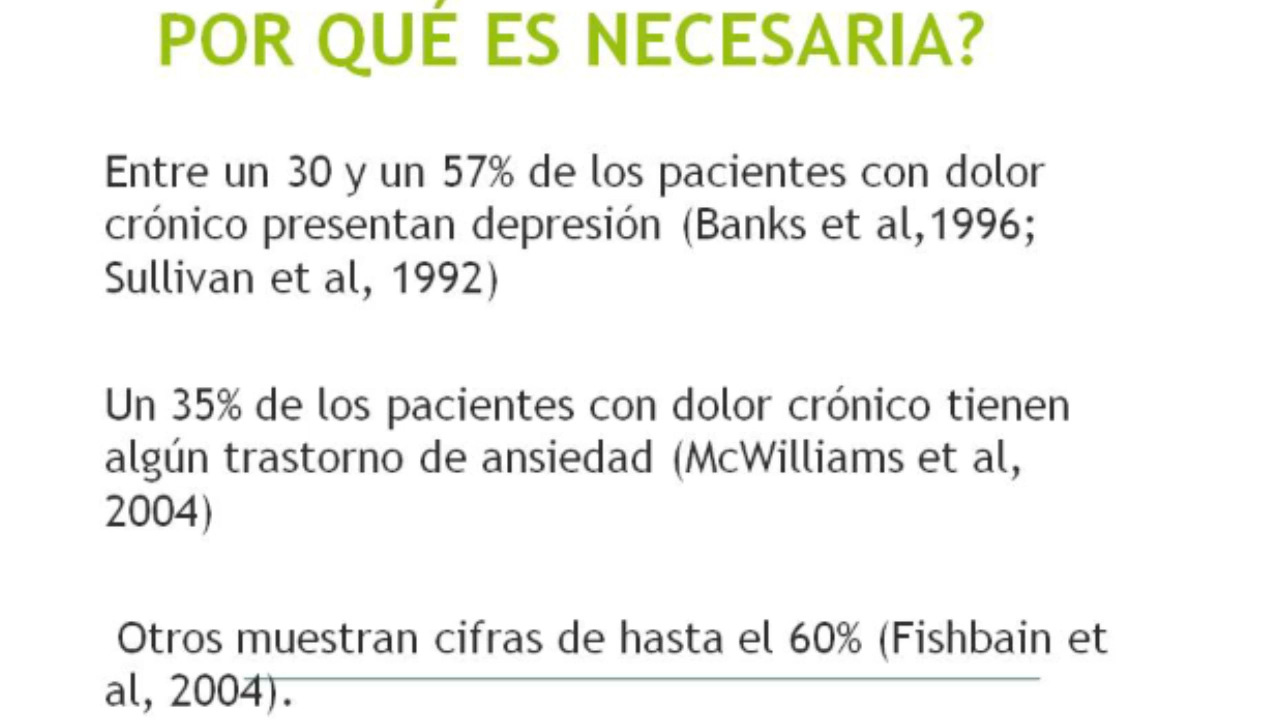 POR QUÉ ES NECESARIA?
Entre un 30 y un 57% de los pacientes con dolor
crónico presentan depresión (Banks et al,1996;
Sullivan et al, 1992)
Un 35% de los pacientes con dolor crónico tienen
algún trastorno de ansiedad (McWilliams et al,
2004)
Otros muestran cifras de hasta el 60% (Fishbain et
al, 2004).